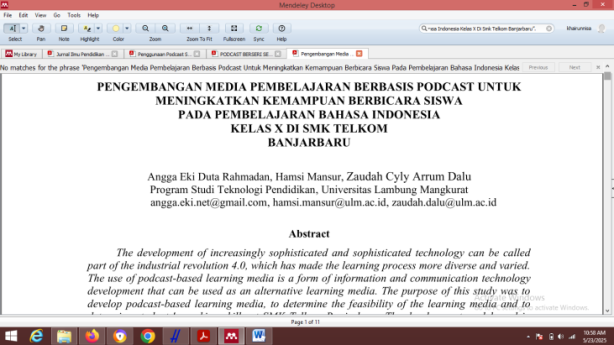 Mendeley Desktop
File Edit View Go Tools Help
Select Pan Note Highlight Color Zoom Zoom To Fit Fullscreen Sync Help
"nesa Indonesia Kelas X Di Smk Telkom Banjarbaru".
kharunnisa
My Library Jurnal Ilmu Pendidikan ... Penggunaan Podcast S... PODCAST BERSERI SE... Pengembangan Media ...
No matches for the phrase 'Pengembangan Media Pembelajaran Berbasis Podcast Untuk Meningkatkan Kemampuan Berbicara Siswa Pada Pembelajaran Bahasa Indonesia Kelas Previous Next
PENGEMBANGAN MEDIA PEMBELAJARAN BERBASIS PODCAST UNTUK
MENINGKATKAN KEMAMPUAN BERBICARA SISWA
PADA PEMBELAJARAN BAHASA INDONESIA
KELAS X DI SMK TELKOM
BANJARBARU
Angga Eki Duta Rahmadan, Hamsi Mansur, Zaudah Cyly Arrum Dalu
Program Studi Teknologi Pendidikan, Universitas Lambung Mangkurat
angga.eki.net@gmail.com, hamsi.mansur@ulm.ac.id, zaudah.dalu@ulm.ac.id
Abstract
The development of increasingly sophisticated and sophisticated technology can be called
part of the industrial revolution 4.0, which has made the learning process more diverse and varied.
The use of podcast-based learning media is a form of information and communication technology
development that can be used as an alternative learning media. The purpose of this study was to
develop podcast-based learning media, to determine the feasibility of the learning media and to
Activate Windows
to activate Windows.
Page 1 of 11
10:58 AM
5/23/2025